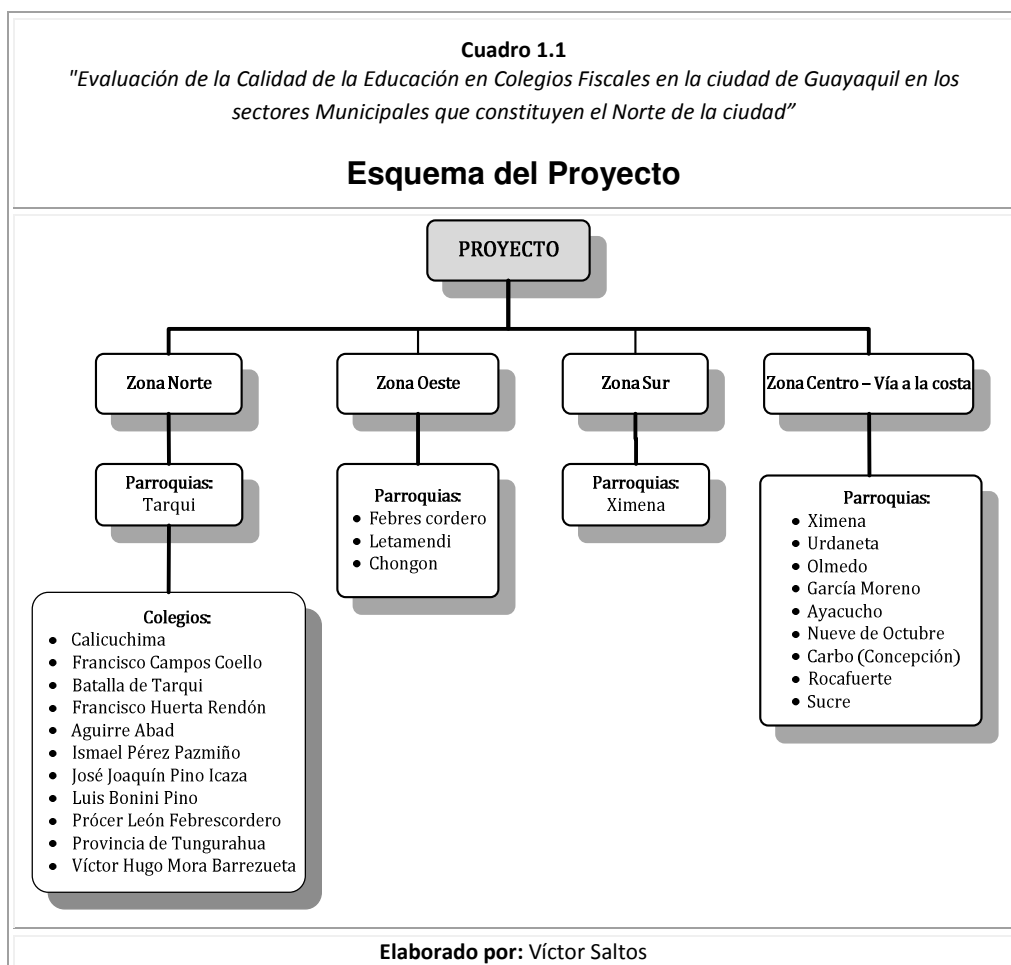 Cuadro 1.1
"Evaluación de la Calidad de la Educación en Colegios Fiscales en la ciudad de Guayaquil en los
sectores Municipales que constituyen el Norte de la ciudad”
Esquema del Proyecto
PROYECTO
Zona Norte
Zona Oeste
Zona Sur
Zona Centro – Vía a la costa
Parroquias:
Tarqui
Parroquias:
• Febres cordero
• Letamendi
• Chongon
Parroquias:
Ximena
Parroquias:
• Ximena
• Urdaneta
• Olmedo
• García Moreno
• Ayacucho
• Nueve de Octubre
• Carbo (Concepción)
• Rocafuerte
• Sucre
Colegios:
• Calicuchima
• Francisco Campos Coello
• Batalla de Tarqui
• Francisco Huerta Rendón
• Aguirre Abad
• Ismael Pérez Pazmiño
• José Joaquín Pino Icaza
• Luis Bonini Pino
• Prócer León Febrescordero
• Provincia de Tungurahua
• Víctor Hugo Mora Barrezueta
Elaborado por: Víctor Saltos